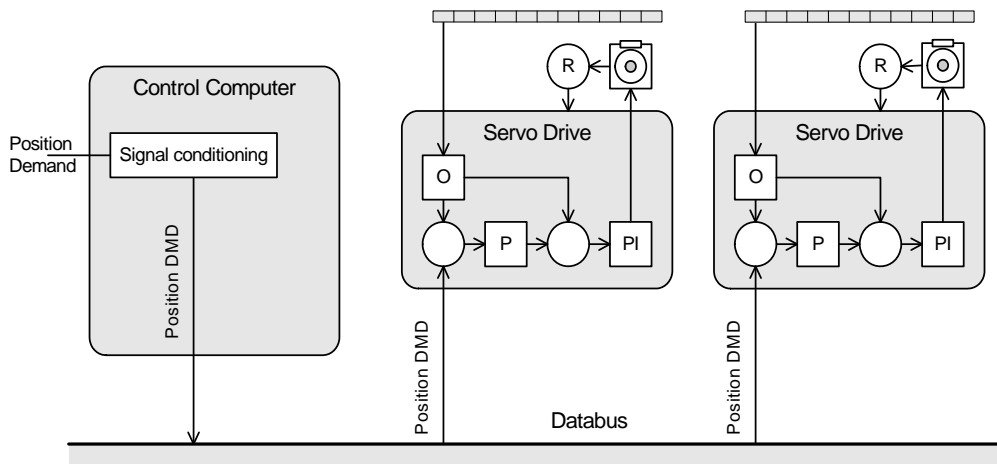 Control Computer
Position
Demand
Signal conditioning
Position DMD
R
Servo Drive
O
P
PI
Position DMD
R
Servo Drive
O
P
PI
Position DMD
Databus